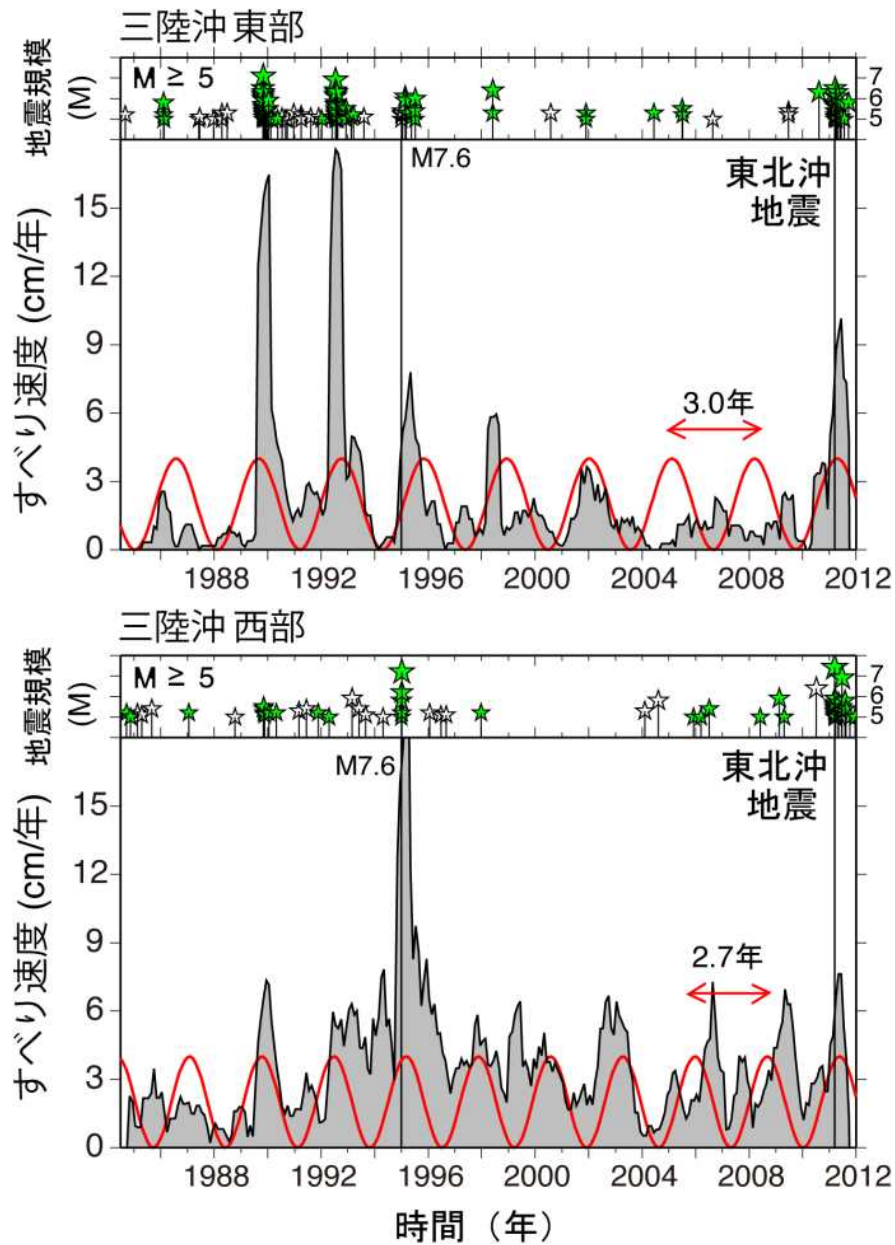 三陸沖 東部
地震規模
(M)
M ≥ 5
7
6
5
M7.6
東北沖
地震
すべり速度 (cm/年)
15
12
9
6
3
0
3.0年
1988
1992
1996
2000
2004
2008
2012
三陸沖 西部
地震規模
(M)
M ≥ 5
7
6
5
M7.6
東北沖
地震
すべり速度 (cm/年)
15
12
9
6
3
0
2.7年
1988
1992
1996
2000
2004
2008
2012
時間（年）